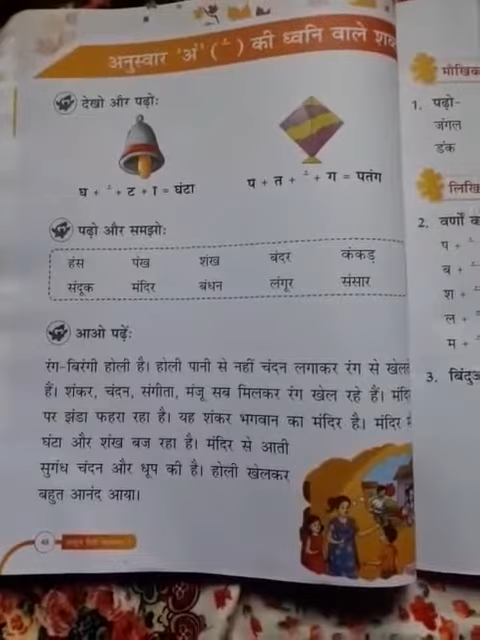 अनुस्वार 'अं' ( ं ) की ध्वनि वाले
देखो और पढ़ो:
घ + ं + ट + ा = घंटा
प + त + ं + ग = पतंग
पढ़ो और समझो:
हंस पंख शंख बंदर कंकड़
संदूक मंदिर बंधन लंगूर संसार
आओ पढ़ें:
रंग-बिरंगी होली है। होली पानी से नहीं चंदन लगाकर रंग से
हैं। शंकर, चंदन, संगीता, मंजू सब मिलकर रंग खेल रहे हैं।
पर झंडा फहरा रहा है। यह शंकर भगवान का मंदिर है। मंदिर
घंटा और शंख बज रहा है। मंदिर से आती
सुगंध चंदन और धूप की है। होली खेलकर
बहुत आनंद आया।
1. पढ़ो-
जंगल
डंक
2. वर्णों
प + ं
ब + ं
श + ं
ल + ं
म + ं
3.